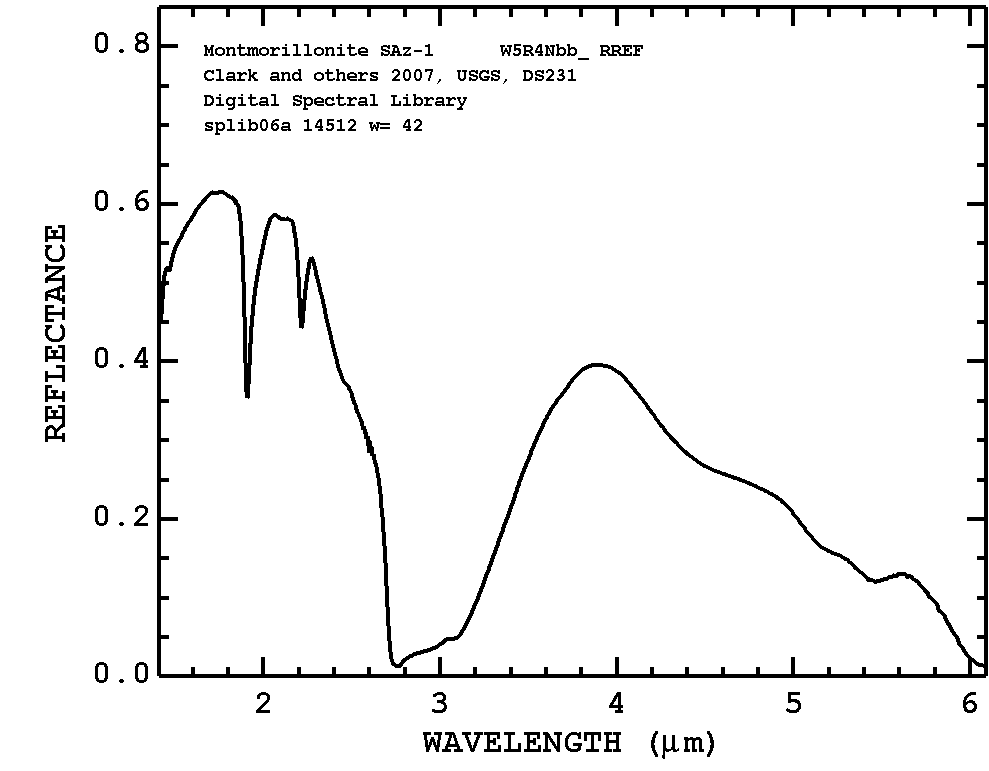 Montmorillonite SAz-1 W5R4Nbb_ RREF
Clark and others 2007, USGS, DS231
Digital Spectral Library
splib06a 14512 w= 42
0.8
0.6
0.4
0.2
0.0
REFLECTANCE
2 3 4 5 6
WAVELENGTH (μm)